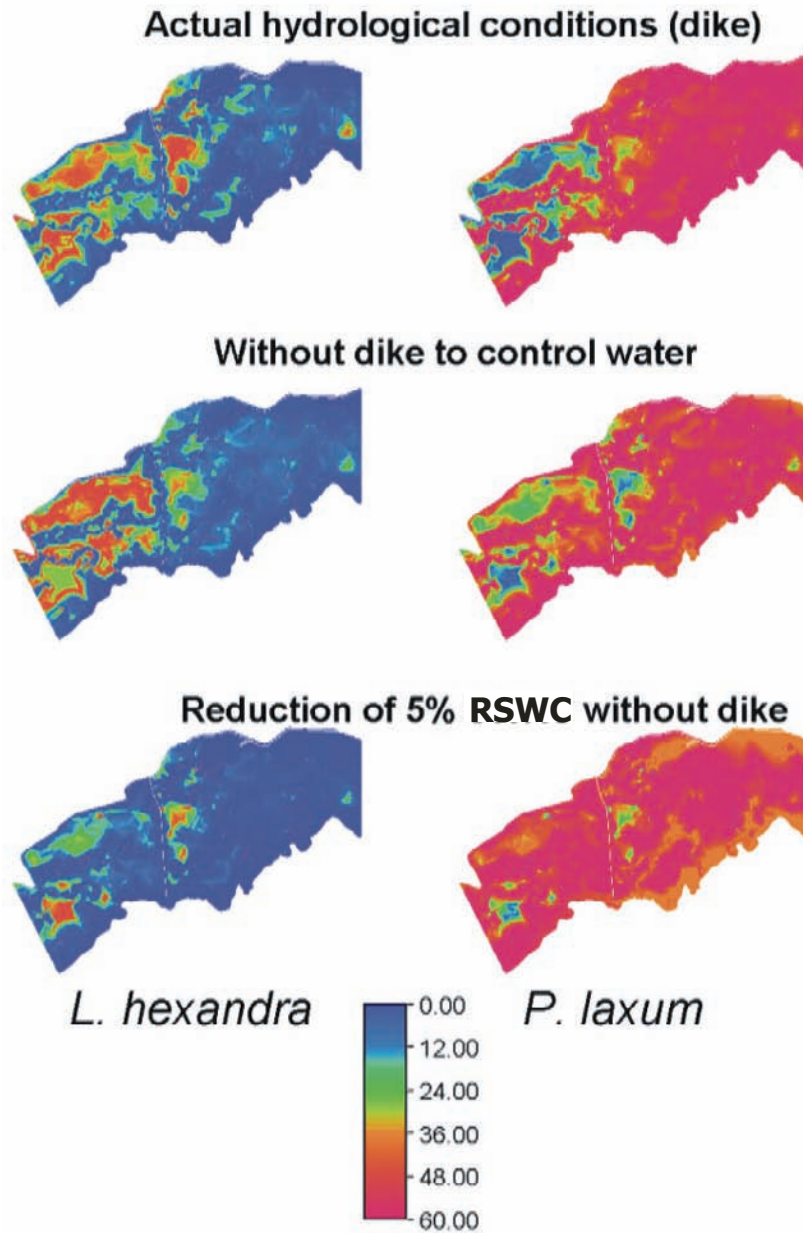 Actual hydrological conditions (dike)
Without dike to control water
Reduction of 5% RSWC without dike
L. hexandra
P. laxum
0.00
12.00
24.00
36.00
48.00
60.00